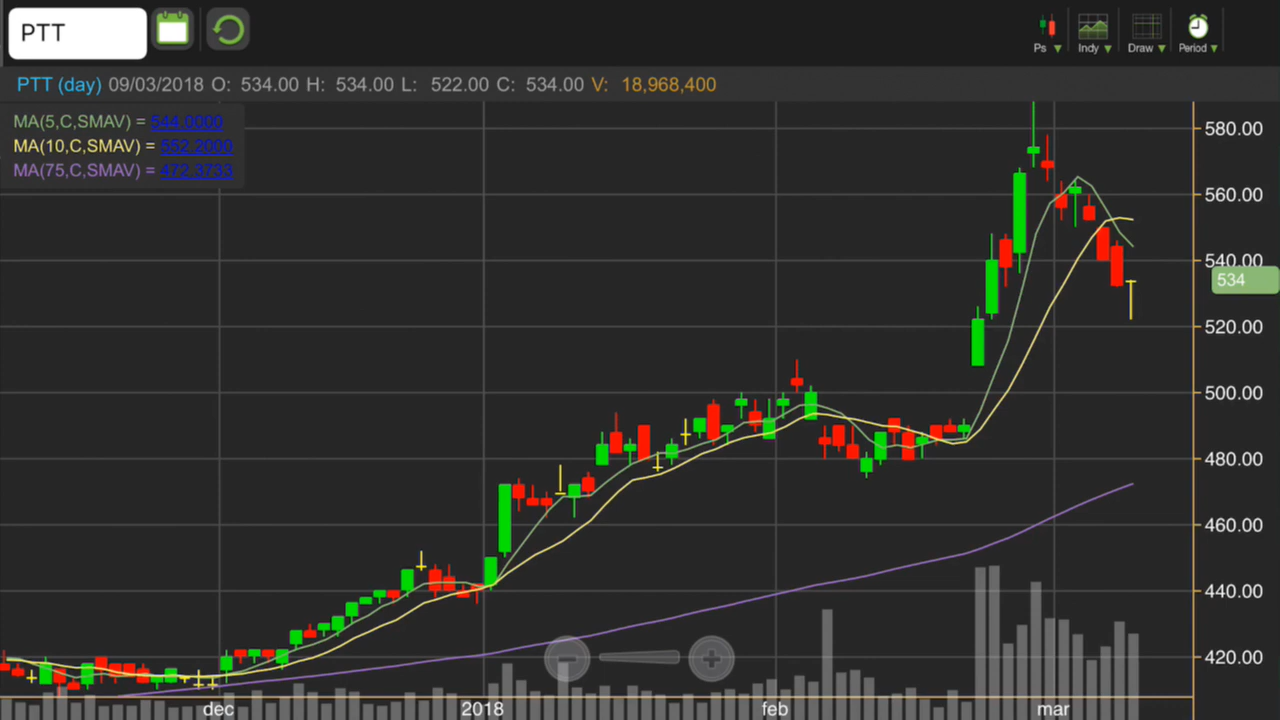 PTT
Ps ▼ Indy ▼ Draw ▼ Period ▼
PTT (day) 09/03/2018 O: 534.00 H: 534.00 L: 522.00 C: 534.00 V: 18,968,400
MA(5,C,SMAV) = 544.0000
MA(10,C,SMAV) = 552.2000
MA(75,C,SMAV) = 472.3733
580.00
560.00
540.00
534
520.00
500.00
480.00
460.00
440.00
420.00
dec 2018 feb mar